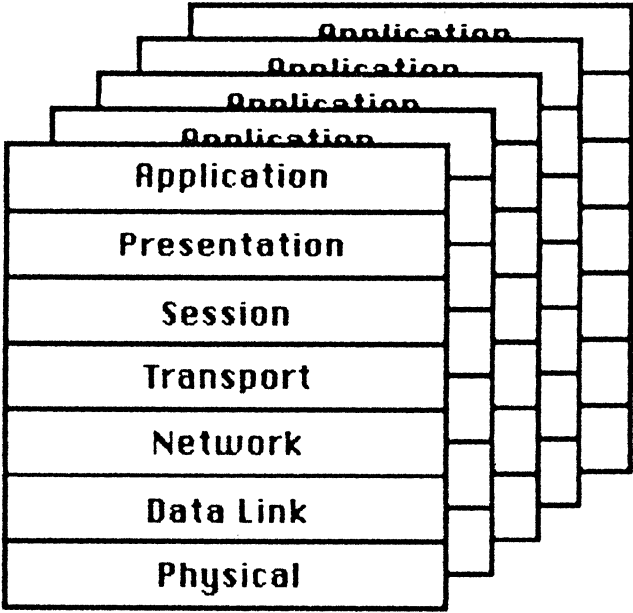 Application
Application
Application
Application
Application
Presentation
Session
Transport
Network
Data Link
Physical